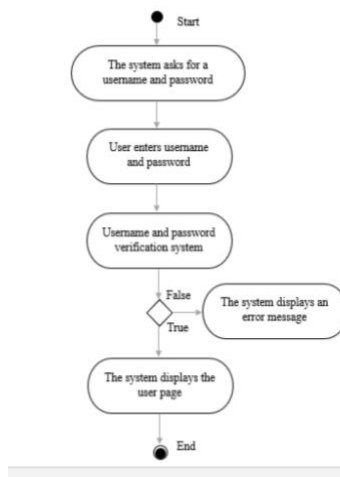 Start
The system asks for a
username and password
User enters username
and password
Username and password
verification system
False
The system displays an
error message
True
The system displays the
user page
End